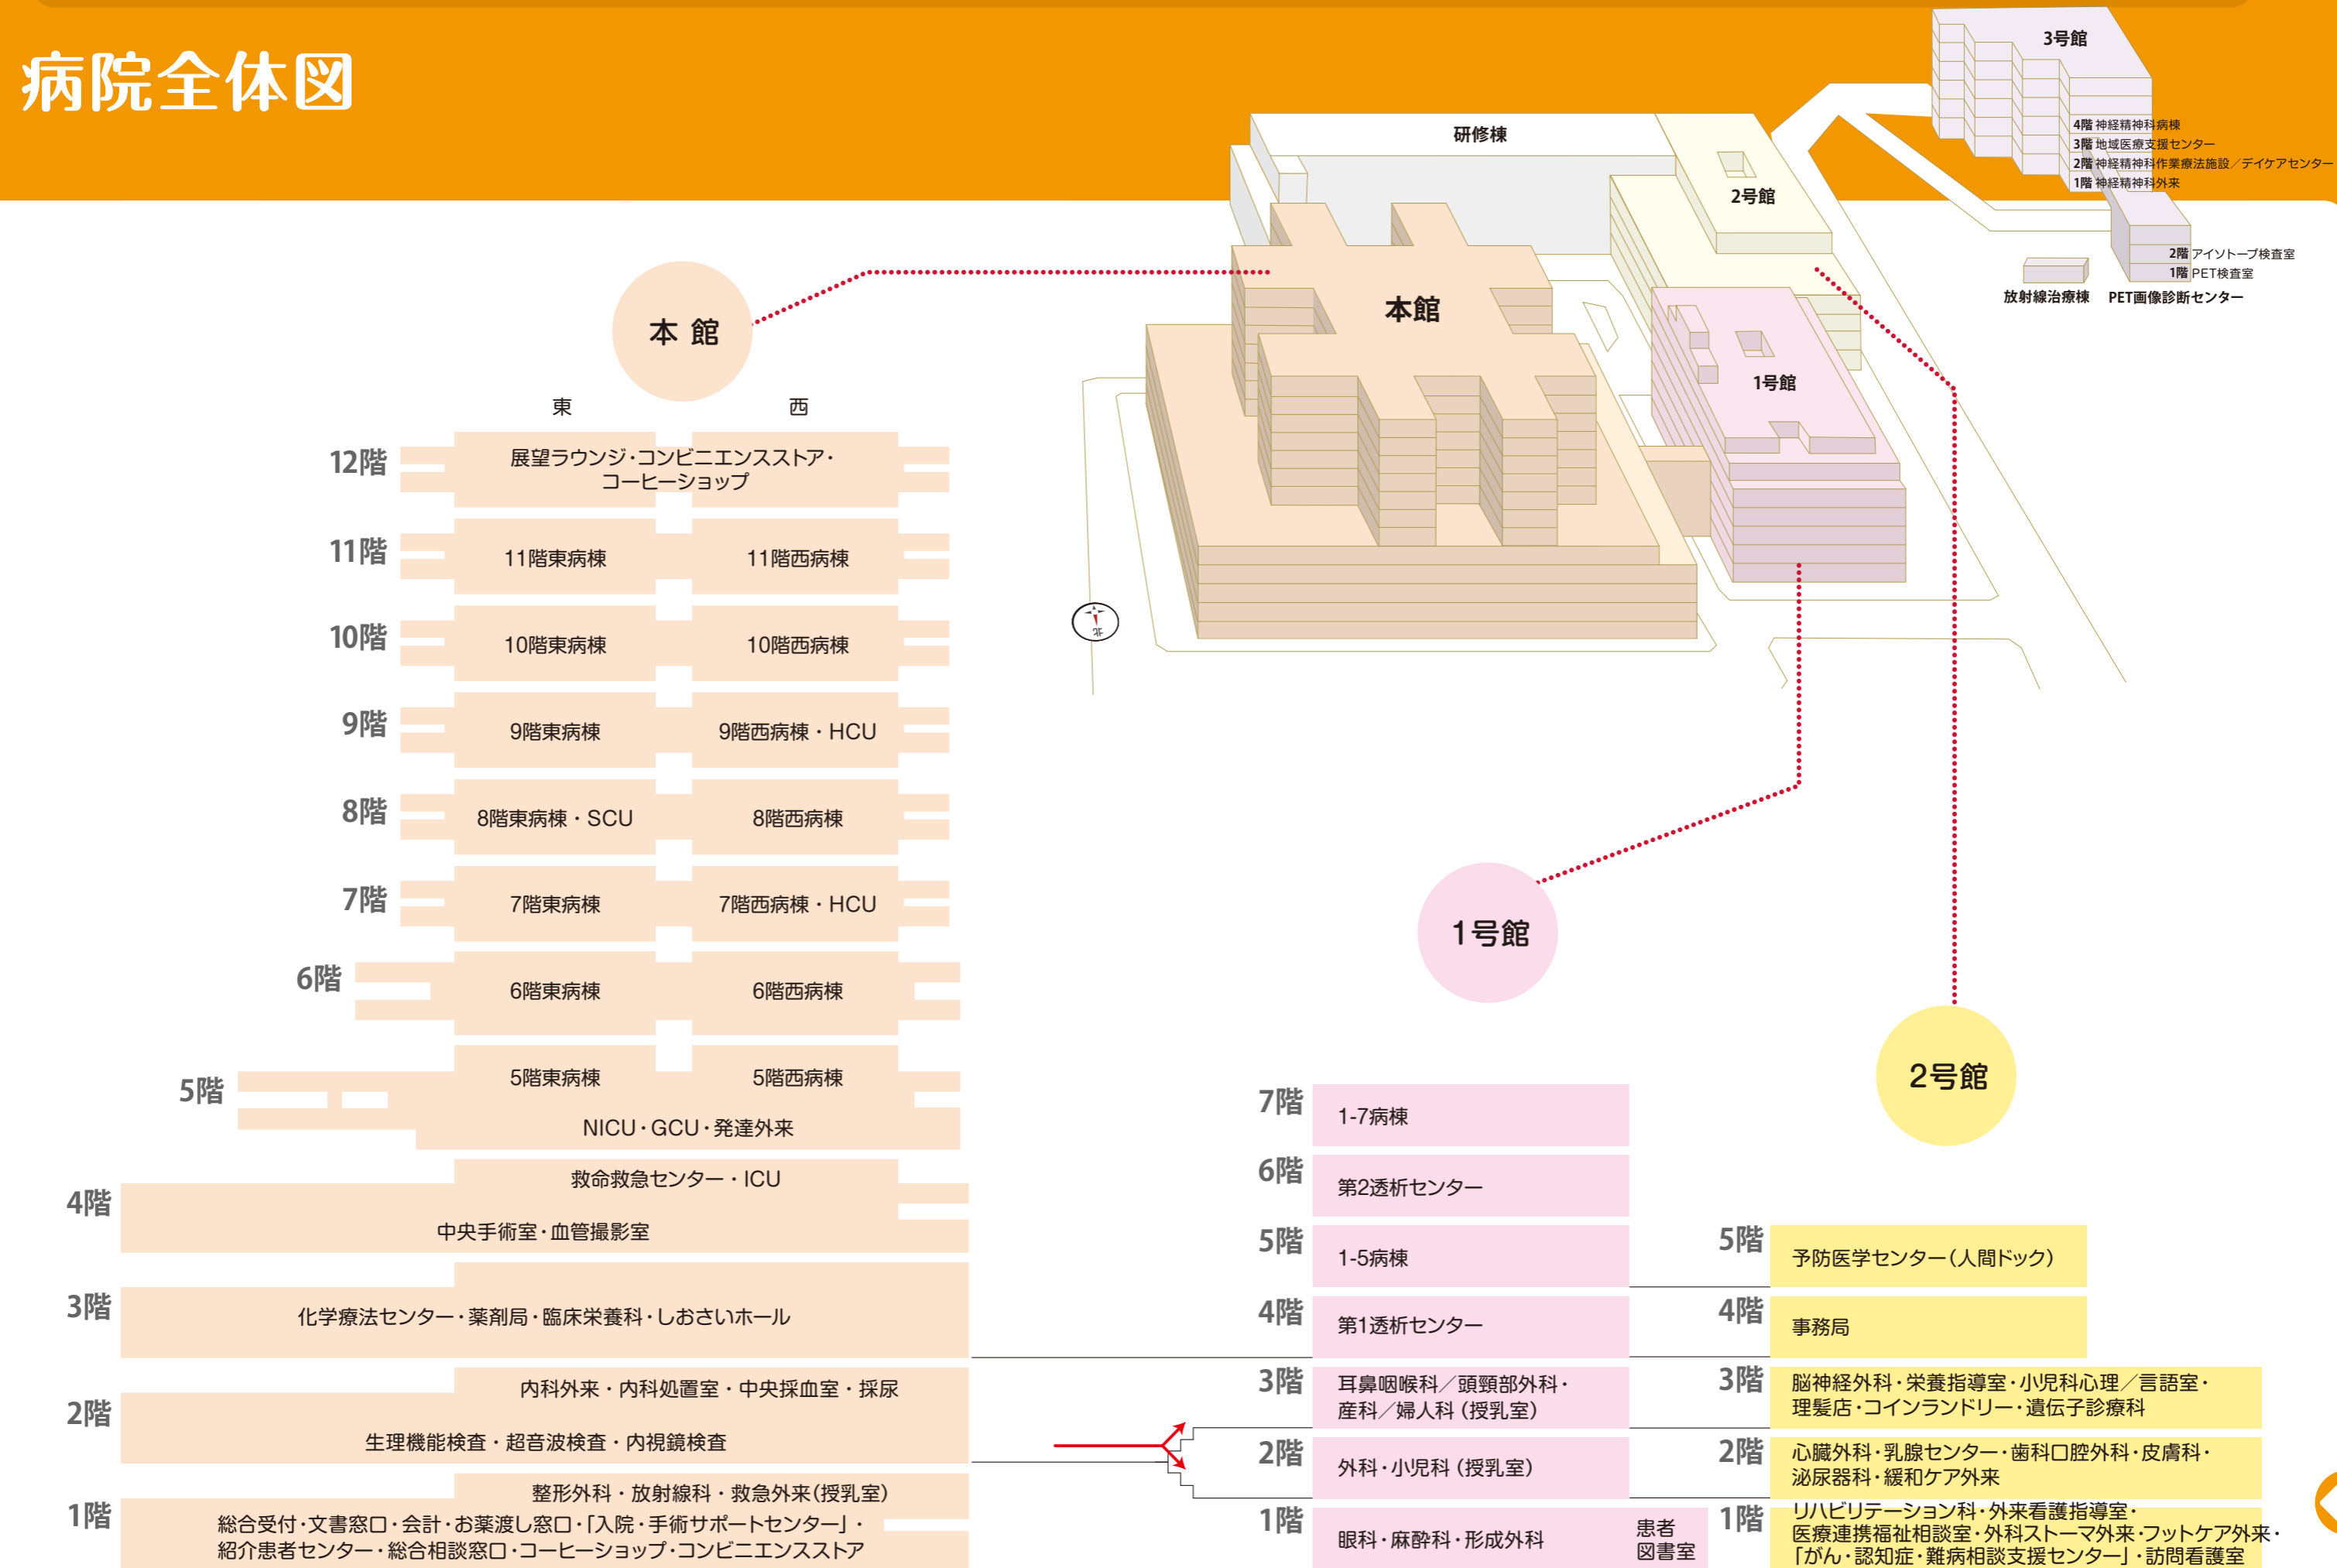 病院全体図
3号館
4階 神経精神科病棟
3階 地域医療支援センター
2階 神経精神科作業療法施設／デイケアセンター
1階 神経精神科外来
研修棟
2号館
2階 アイソトープ検査室
1階 PET検査室
放射線治療棟 PET画像診断センター
本館
1号館
北
本 館
東 西
12階 展望ラウンジ・コンビニエンスストア・
コーヒーショップ
11階 11階東病棟 11階西病棟
10階 10階東病棟 10階西病棟
9階 9階東病棟 9階西病棟・HCU
8階 8階東病棟・SCU 8階西病棟
7階 7階東病棟 7階西病棟・HCU
6階 6階東病棟 6階西病棟
5階 5階東病棟 5階西病棟
NICU・GCU・発達外来
4階 救命救急センター・ICU
中央手術室・血管撮影室
3階 化学療法センター・薬剤局・臨床栄養科・しおさいホール
2階 内科外来・内科処置室・中央採血室・採尿
生理機能検査・超音波検査・内視鏡検査
1階 整形外科・放射線科・救急外来（授乳室）
総合受付・文書窓口・会計・お薬渡し窓口・「入院・手術サポートセンター」・
紹介患者センター・総合相談窓口・コーヒーショップ・コンビニエンスストア
1号館
7階 1-7病棟
6階 第2透析センター
5階 1-5病棟
4階 第1透析センター
3階 耳鼻咽喉科／頭頸部外科・
産科／婦人科（授乳室）
2階 外科・小児科（授乳室）
1階 眼科・麻酔科・形成外科
患者
図書室
2号館
5階 予防医学センター（人間ドック）
4階 事務局
3階 脳神経外科・栄養指導室・小児科心理／言語室・
理髪店・コインランドリー・遺伝子診療科
2階 心臓外科・乳腺センター・歯科口腔外科・皮膚科・
泌尿器科・緩和ケア外来
1階 リハビリテーション科・外来看護指導室・
医療連携福祉相談室・外科ストーマ外来・フットケア外来・
「がん・認知症・難病相談支援センター」・訪問看護室